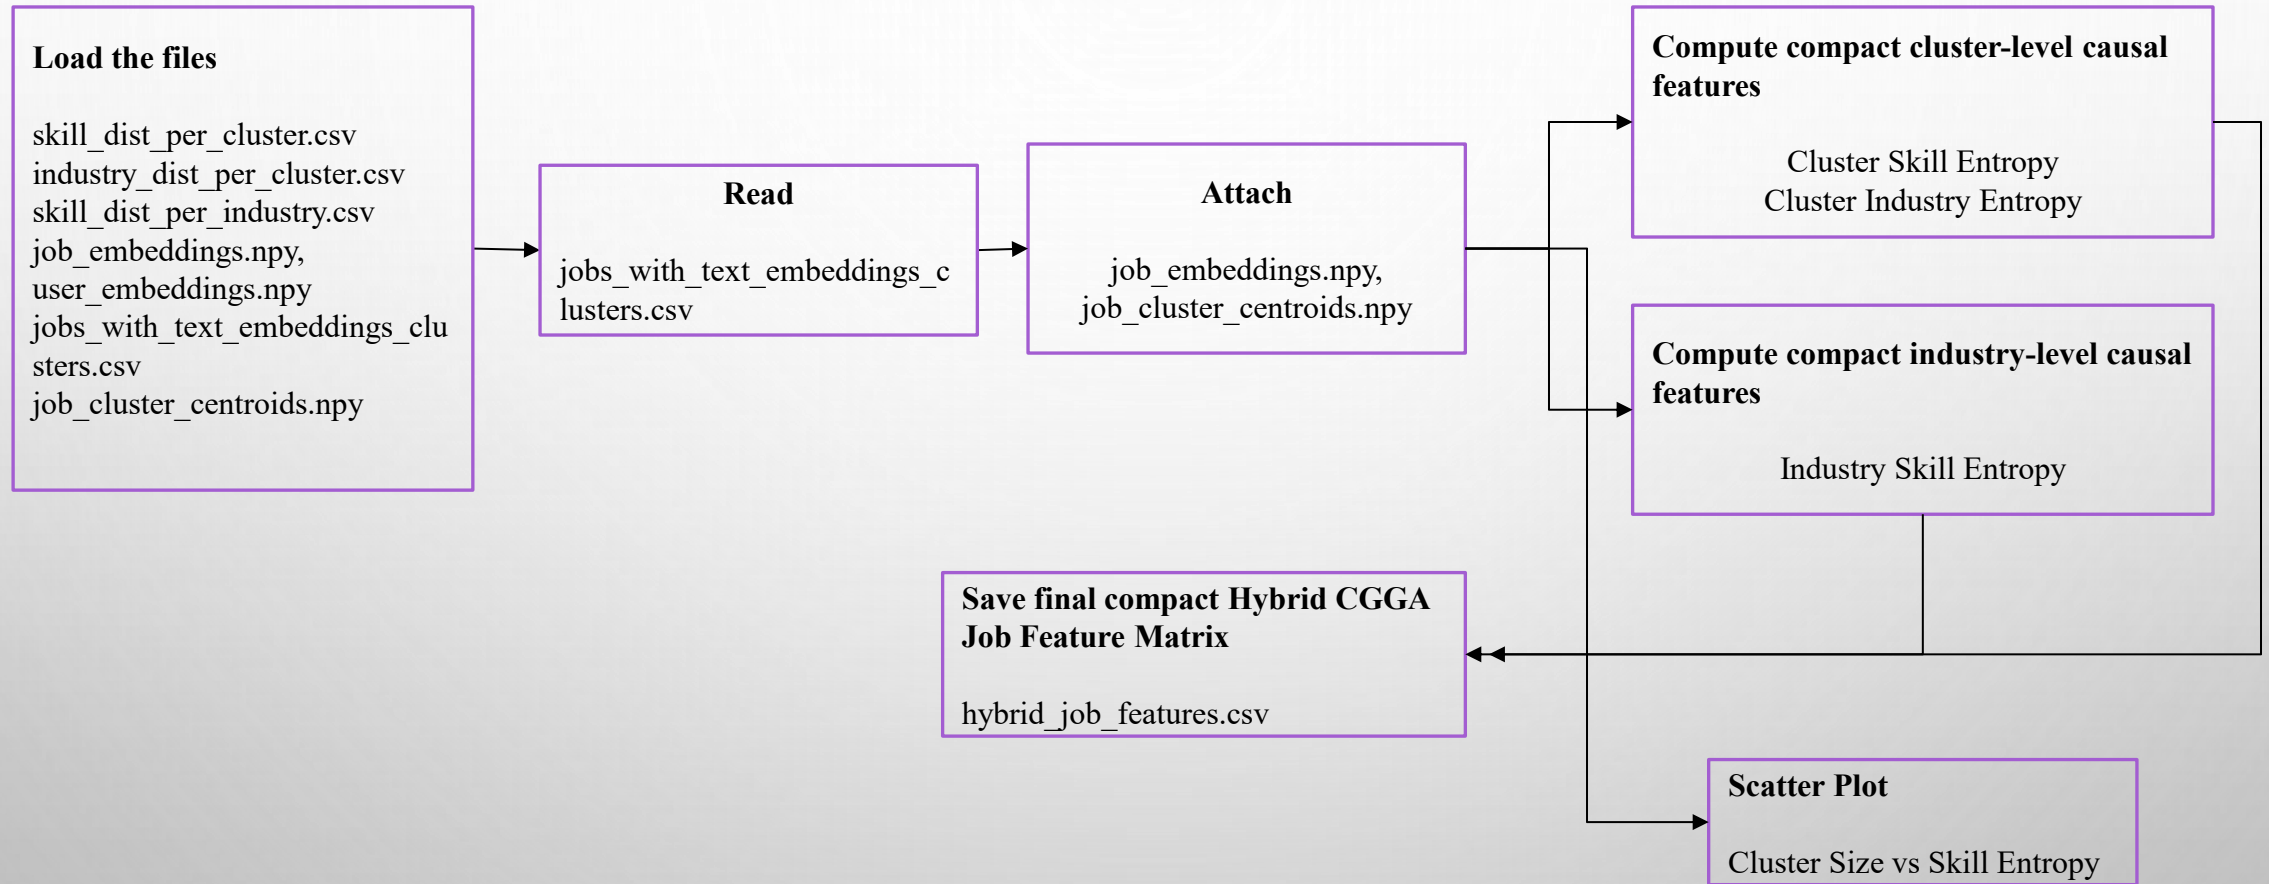 Load the files
skill_dist_per_cluster.csv
industry_dist_per_cluster.csv
skill_dist_per_industry.csv
job_embeddings.npy,
user_embeddings.npy
jobs_with_text_embeddings_clu
sters.csv
job_cluster_centroids.npy
Read
jobs_with_text_embeddings_c
lusters.csv
Attach
job_embeddings.npy,
job_cluster_centroids.npy
Compute compact cluster-level causal
features
Cluster Skill Entropy
Cluster Industry Entropy
Compute compact industry-level causal
features
Industry Skill Entropy
Save final compact Hybrid CGGA
Job Feature Matrix
hybrid_job_features.csv
Scatter Plot
Cluster Size vs Skill Entropy